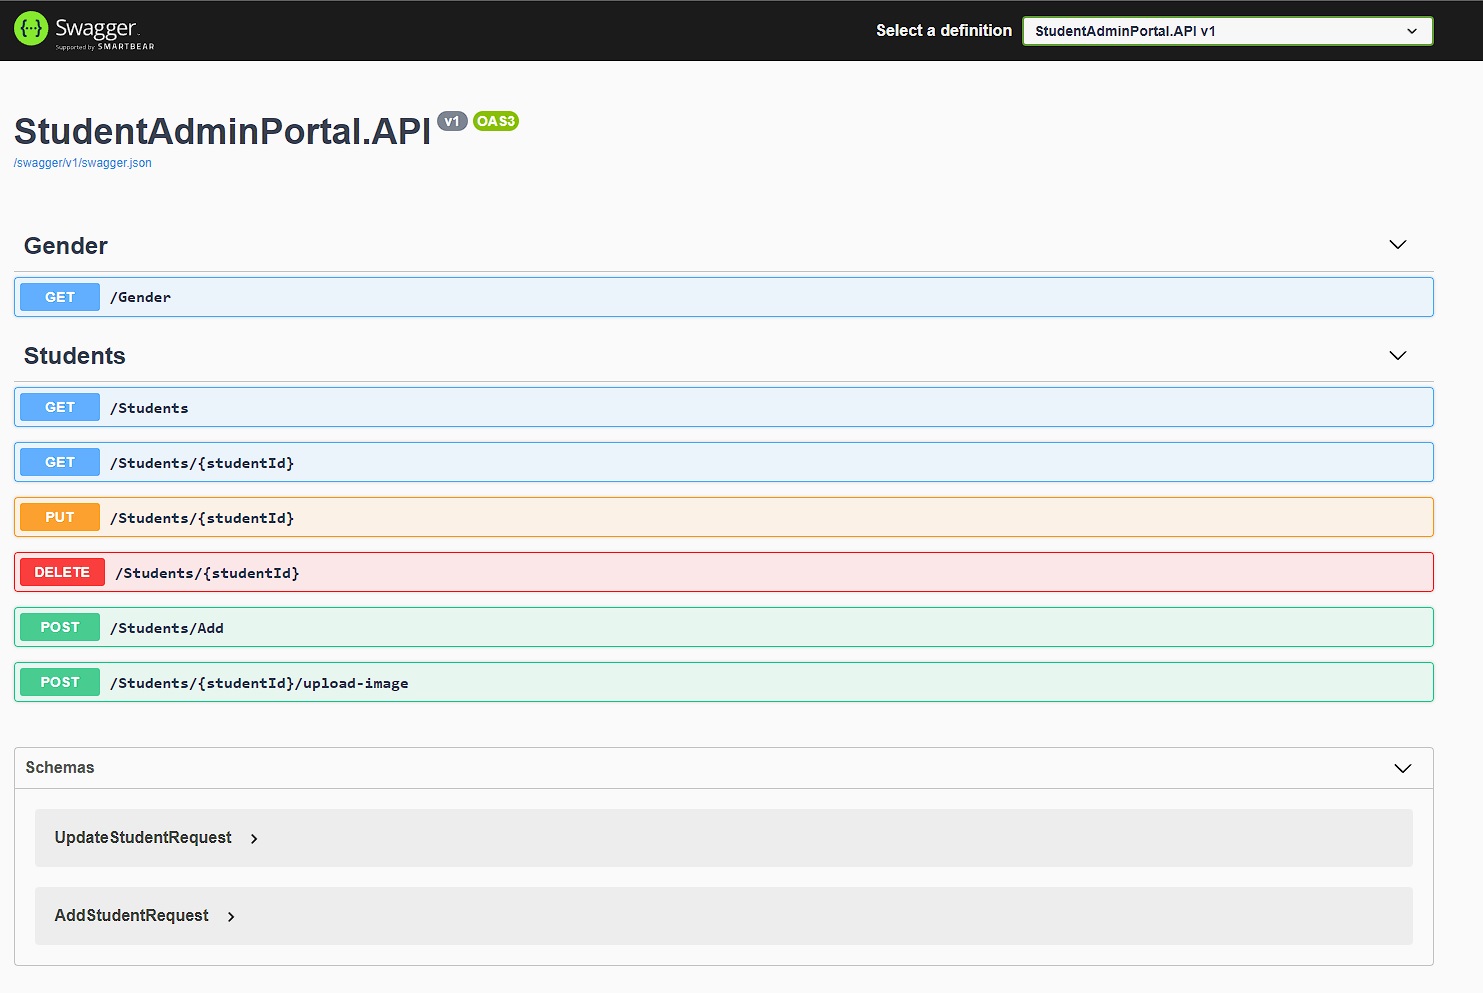 Swagger.
Supported by SMARTBEAR
Select a definition
StudentAdminPortal.API v1
StudentAdminPortal.API v1 OAS3
/swagger/v1/swagger.json
Gender
GET /Gender
Students
GET /Students
GET /Students/{studentId}
PUT /Students/{studentId}
DELETE /Students/{studentId}
POST /Students/Add
POST /Students/{studentId}/upload-image
Schemas
UpdateStudentRequest
AddStudentRequest